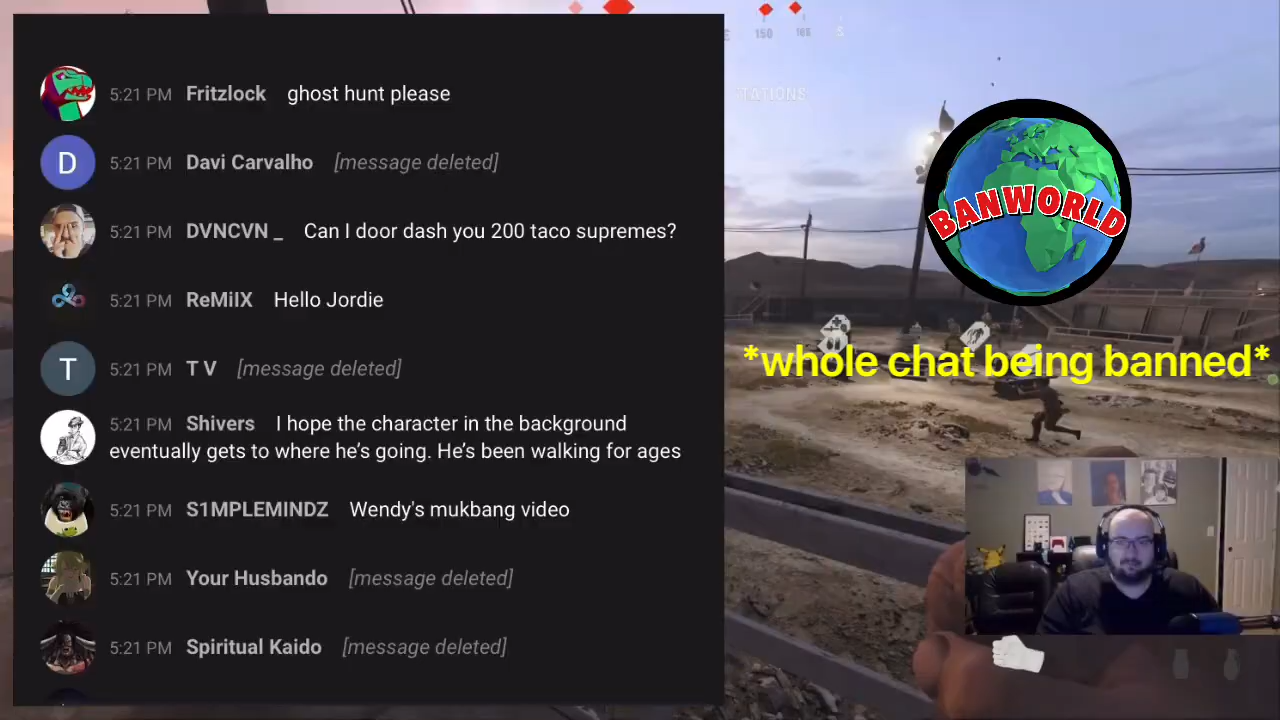 150 165 S
STATIONS
5:21 PM Fritzlock ghost hunt please
D 5:21 PM Davi Carvalho [message deleted]
5:21 PM DVNCVN _ Can I door dash you 200 taco supremes?
5:21 PM ReMiIX Hello Jordie
T 5:21 PM T V [message deleted]
5:21 PM Shivers I hope the character in the background
eventually gets to where he’s going. He’s been walking for ages
5:21 PM S1MPLEMINDZ Wendy's mukbang video
5:21 PM Your Husbando [message deleted]
5:21 PM Spiritual Kaido [message deleted]
BANWORLD
*whole chat being banned*